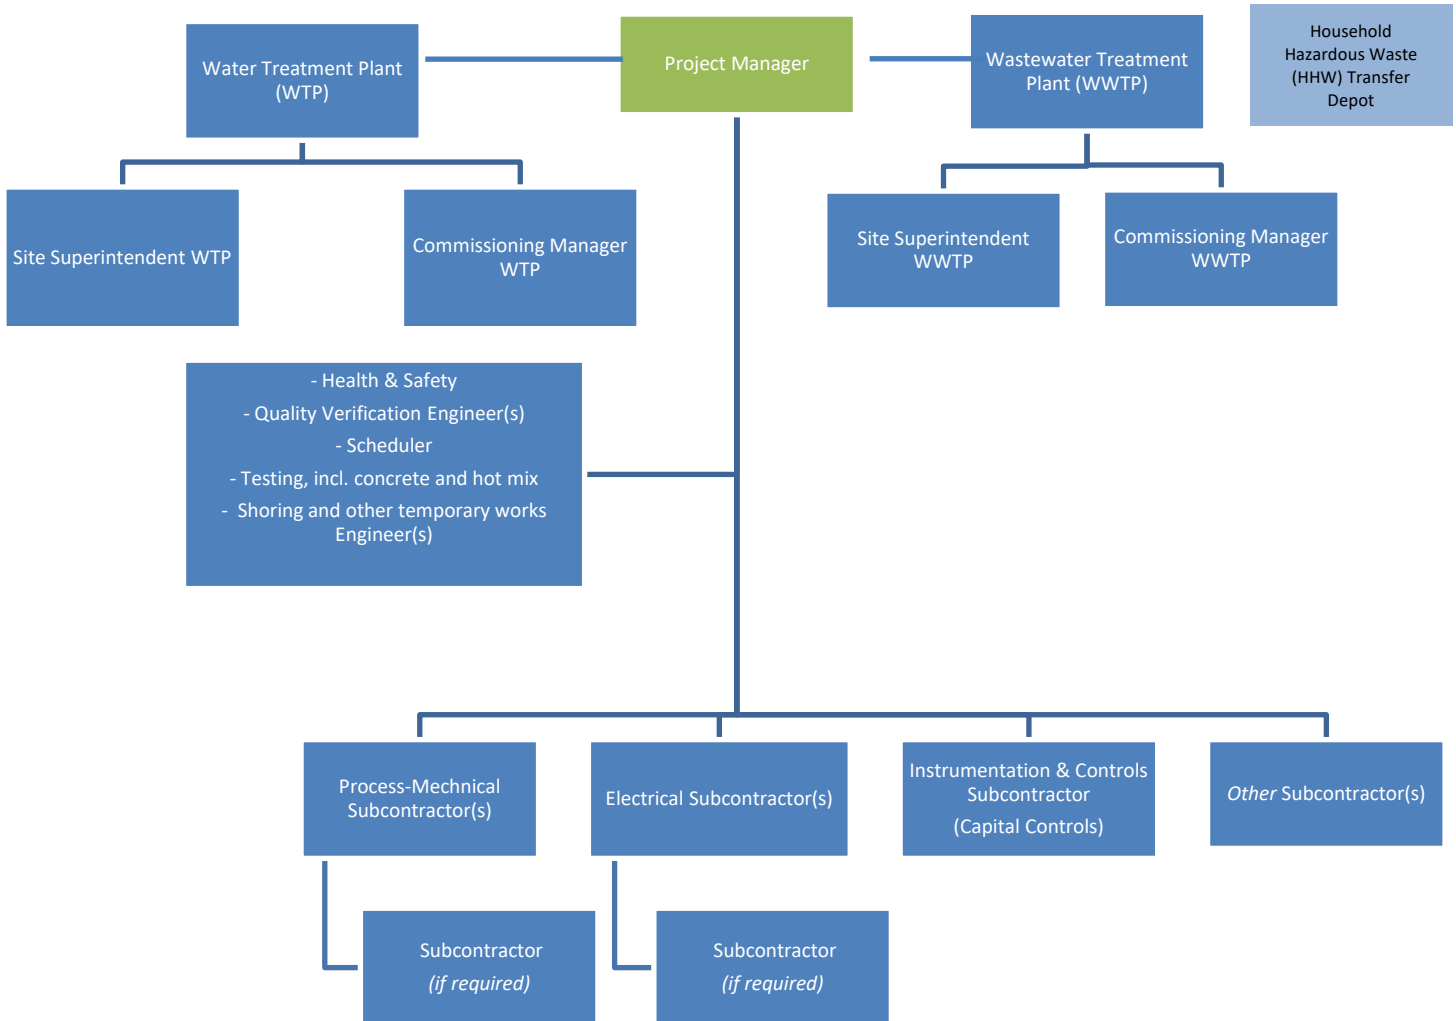 Water Treatment Plant
(WTP)
Project Manager
Wastewater Treatment
Plant (WWTP)
Household
Hazardous Waste
(HHW) Transfer
Depot
Site Superintendent WTP
Commissioning Manager
WTP
Site Superintendent
WWTP
Commissioning Manager
WWTP
- Health & Safety
- Quality Verification Engineer(s)
- Scheduler
- Testing, incl. concrete and hot mix
- Shoring and other temporary works
Engineer(s)
Process-Mechnical
Subcontractor(s)
Electrical Subcontractor(s)
Instrumentation & Controls
Subcontractor
(Capital Controls)
Other Subcontractor(s)
Subcontractor
(if required)
Subcontractor
(if required)